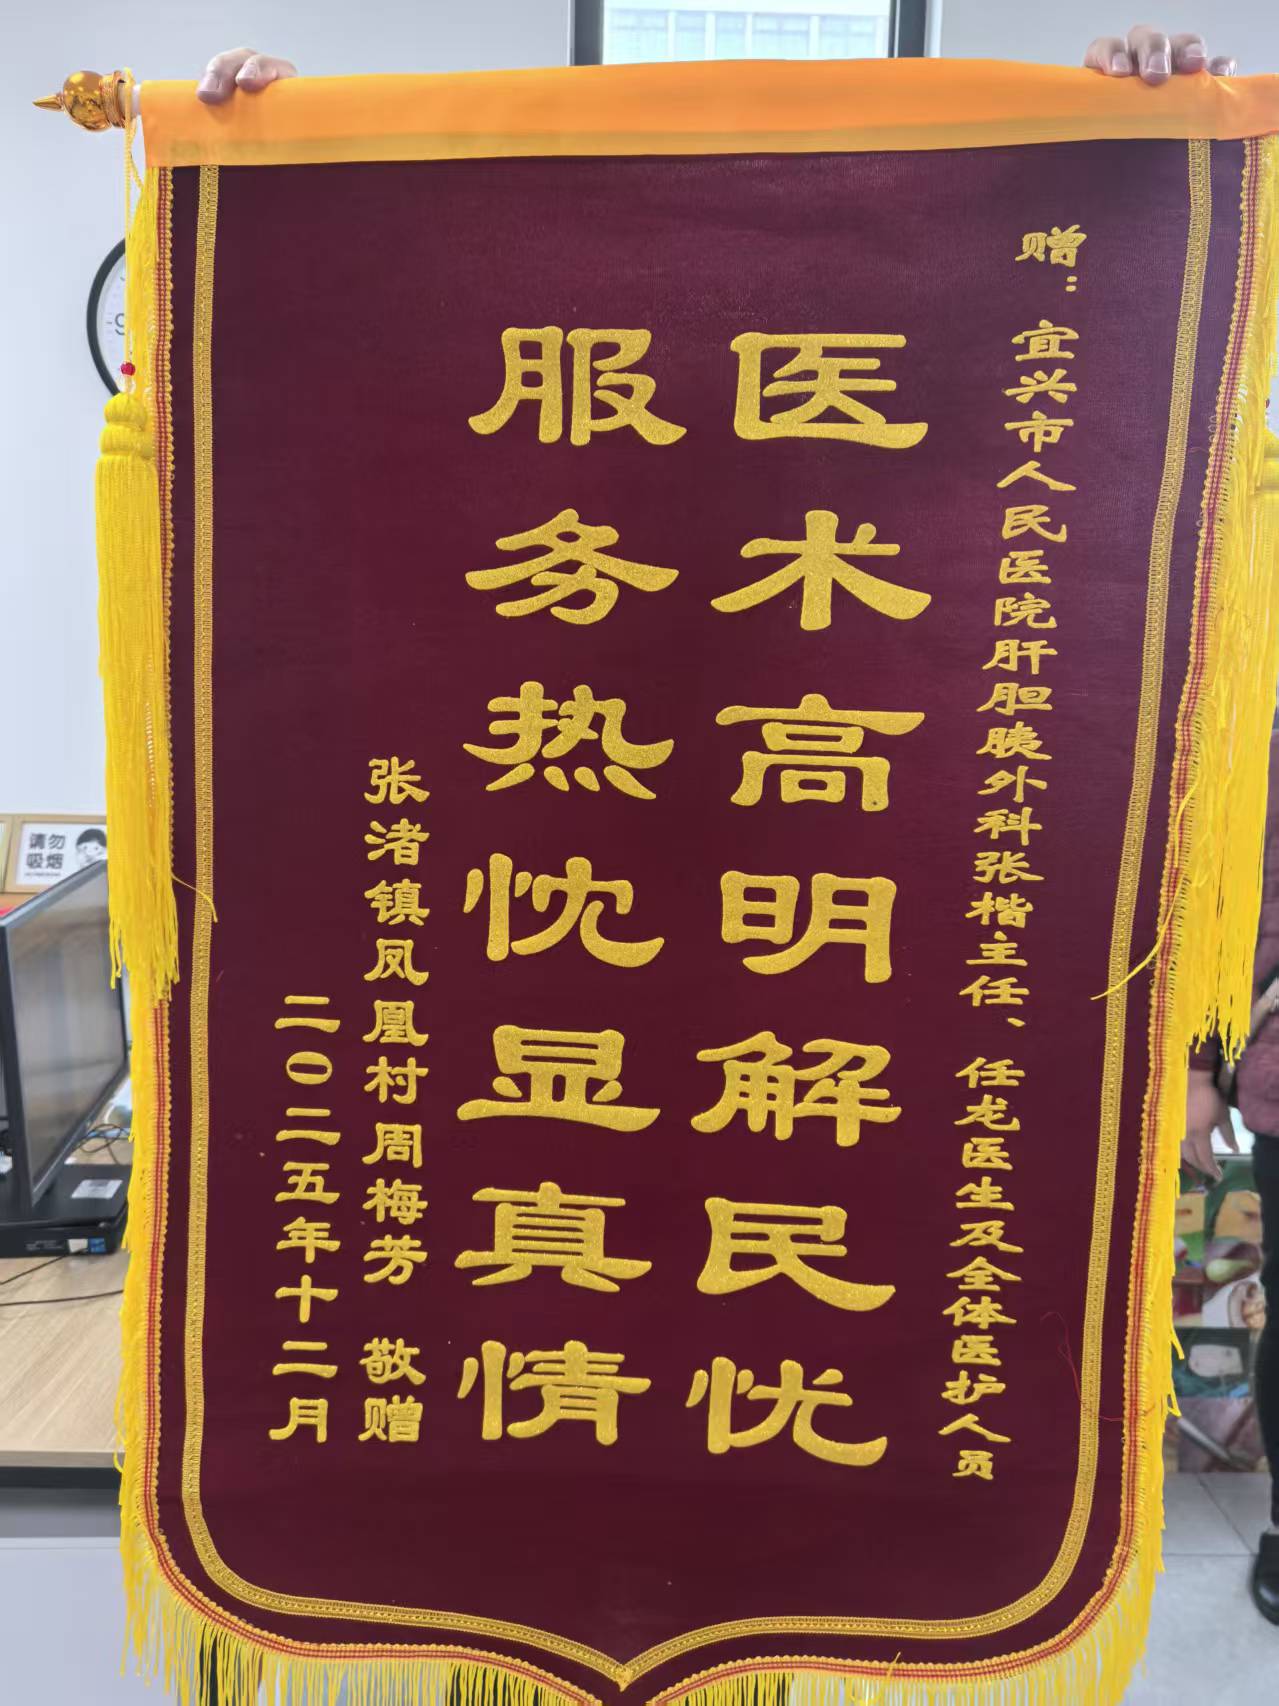 赠：宜兴市人民医院肝胆胰外科张楷主任、任龙医生及全体医护人员
医术高明解民忧
服务热忱显真情
张渚镇凤凰村周梅芳 敬赠
二〇二五年十二月
请勿
吸烟